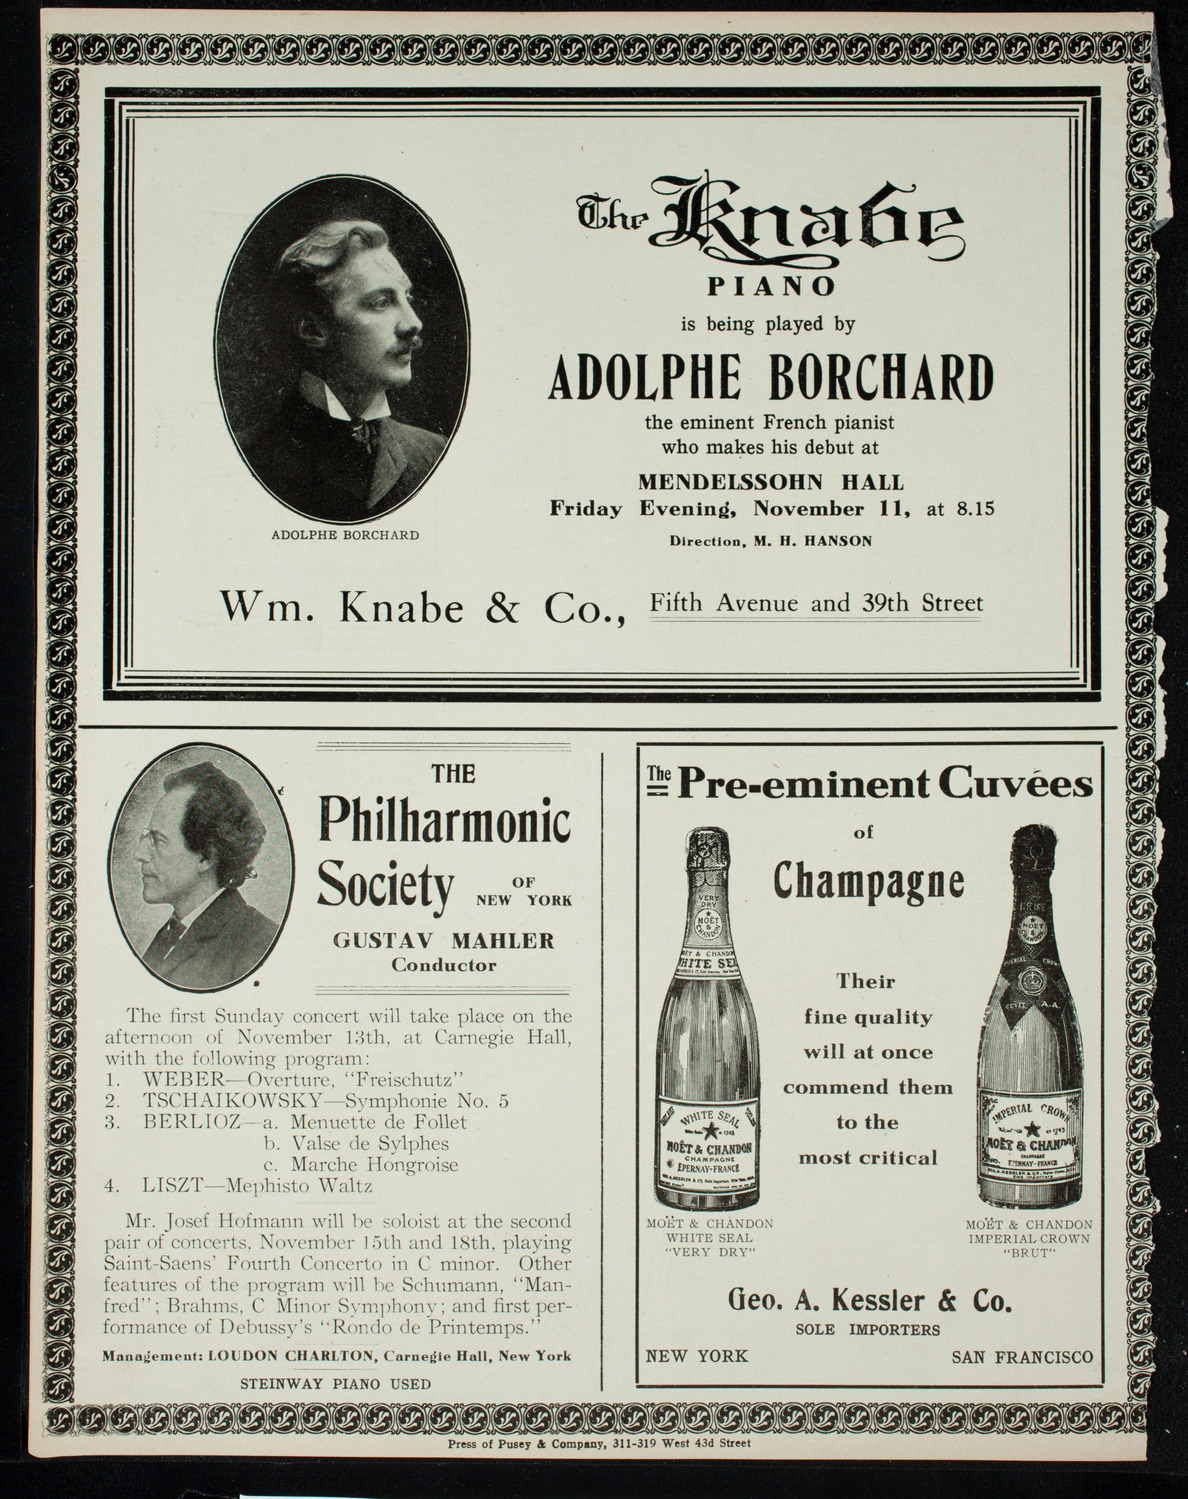 The Knabe
PIANO
is being played by
ADOLPHE BORCHARD
the eminent French pianist
who makes his debut at
MENDELSSOHN HALL
Friday Evening, November 11, at 8.15
Direction, M. H. HANSON
ADOLPHE BORCHARD
Wm. Knabe & Co., Fifth Avenue and 39th Street
THE
Philharmonic
Society OF
NEW YORK
GUSTAV MAHLER
Conductor
The first Sunday concert will take place on the
afternoon of November 13th, at Carnegie Hall,
with the following program:
1. WEBER—Overture, "Freischutz"
2. TSCHAIKOWSKY—Symphonie No. 5
3. BERLIOZ—a. Menuette de Follet
b. Valse de Sylphes
c. Marche Hongroise
4. LISZT—Mephisto Waltz
Mr. Josef Hofmann will be soloist at the second
pair of concerts, November 15th and 18th, playing
Saint-Saens' Fourth Concerto in C minor. Other
features of the program will be Schumann, "Man-
fred"; Brahms, C Minor Symphony; and first per-
formance of Debussy's "Rondo de Printemps."
Management: LOUDON CHARLTON, Carnegie Hall, New York
STEINWAY PIANO USED
The Pre-eminent Cuvées
of
Champagne
Their
fine quality
will at once
commend them
to the
most critical
VERY
DRY
MOËT
&
CHANDON
WHITE SEAL
MOËT & CHANDON
CHAMPAGNE
ÉPERNAY-FRANCE
MOËT & CHANDON
WHITE SEAL
"VERY DRY"
MOËT
&
CHANDON
IMPERIAL CROWN
MOËT & CHANDON
CHAMPAGNE
ÉPERNAY-FRANCE
MOËT & CHANDON
IMPERIAL CROWN
"BRUT"
Geo. A. Kessler & Co.
SOLE IMPORTERS
NEW YORK SAN FRANCISCO
Press of Pusey & Company, 311-319 West 43d Street